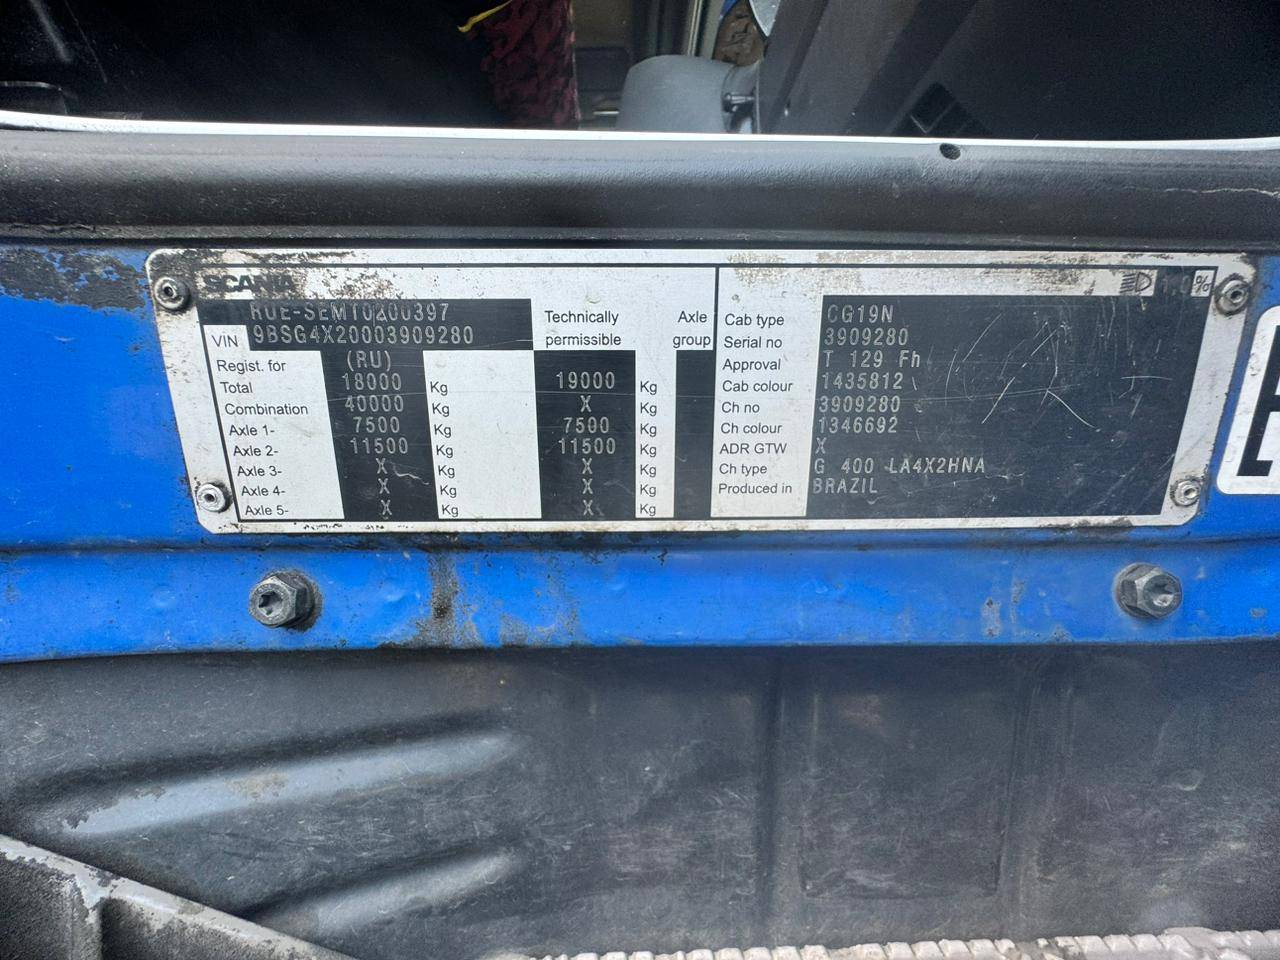 SCANIA
1,0%
RUE-SEMT0200397
VIN 9BSG4X20003909280
Technically permissible
Axle group
Regist. for (RU)
Total 18000 Kg 19000 Kg
Combination 40000 Kg X Kg
Axle 1- 7500 Kg 7500 Kg
Axle 2- 11500 Kg 11500 Kg
Axle 3- X Kg X Kg
Axle 4- X Kg X Kg
Axle 5- X Kg X Kg
Cab type CG19N
Serial no 3909280
Approval T 129 Fh
Cab colour 1435812
Ch no 3909280
Ch colour 1346692
ADR GTW X
Ch type G 400 LA4X2HNA
Produced in BRAZIL